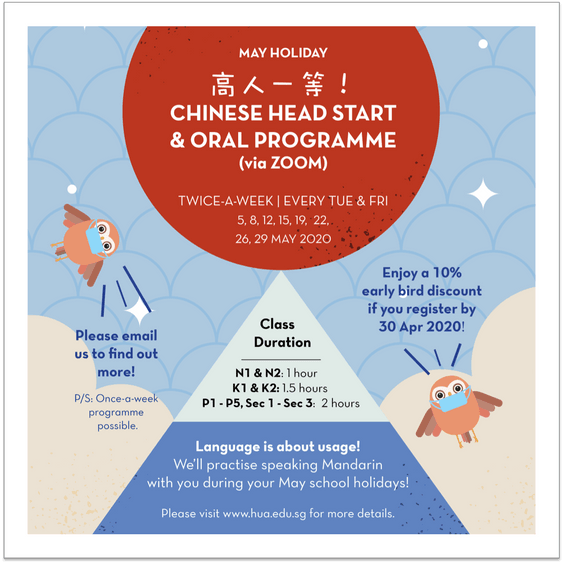 MAY HOLIDAY
高人一等！
CHINESE HEAD START
& ORAL PROGRAMME
(via ZOOM)
TWICE-A-WEEK | EVERY TUE & FRI
5, 8, 12, 15, 19, 22,
26, 29 MAY 2020
Enjoy a 10%
early bird discount
if you register by
30 Apr 2020!
Please email
us to find out
more!
P/S: Once-a-week
programme
possible.
Class
Duration
N1 & N2: 1 hour
K1 & K2: 1.5 hours
P1 - P5, Sec 1 - Sec 3: 2 hours
Language is about usage!
We'll practise speaking Mandarin
with you during your May school holidays!
Please visit www.hua.edu.sg for more details.